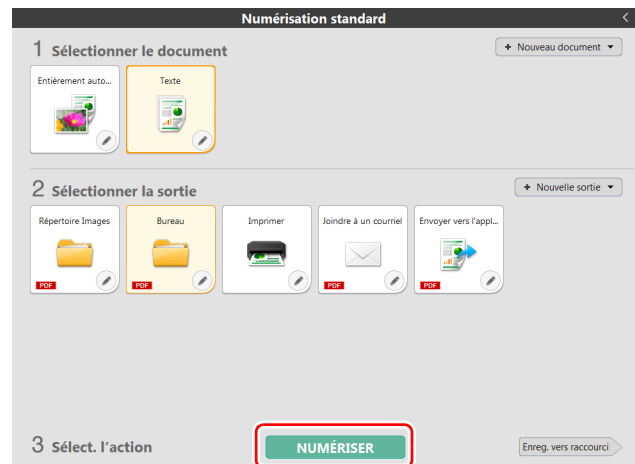 Numérisation standard
1 Sélectionner le document
+ Nouveau document
Entièrement auto...
Texte
2 Sélectionner la sortie
+ Nouvelle sortie
Répertoire Images
Bureau
Imprimer
Joindre à un courriel
Envoyer vers l'appl...
PDF
PDF
PDF
PDF
3 Sélect. l'action
NUMÉRISER
Enreg. vers raccourci